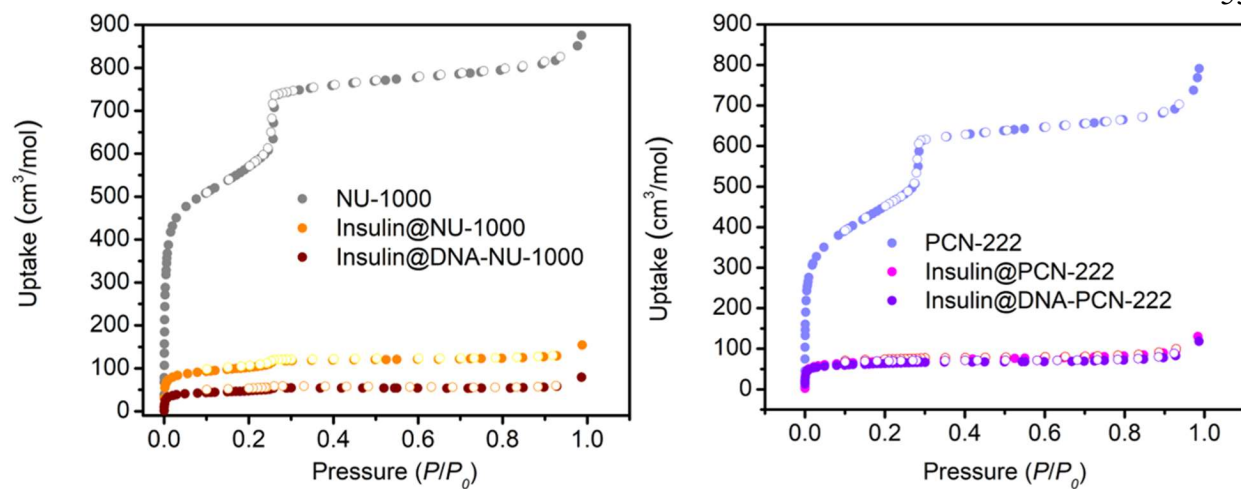 900
800
700
600
500
400
300
200
100
0
Uptake (cm³/mol)
NU-1000
Insulin@NU-1000
Insulin@DNA-NU-1000
0.0 0.2 0.4 0.6 0.8 1.0
Pressure (P/P₀)
900
800
700
600
500
400
300
200
100
0
Uptake (cm³/mol)
PCN-222
Insulin@PCN-222
Insulin@DNA-PCN-222
0.0 0.2 0.4 0.6 0.8 1.0
Pressure (P/P₀)